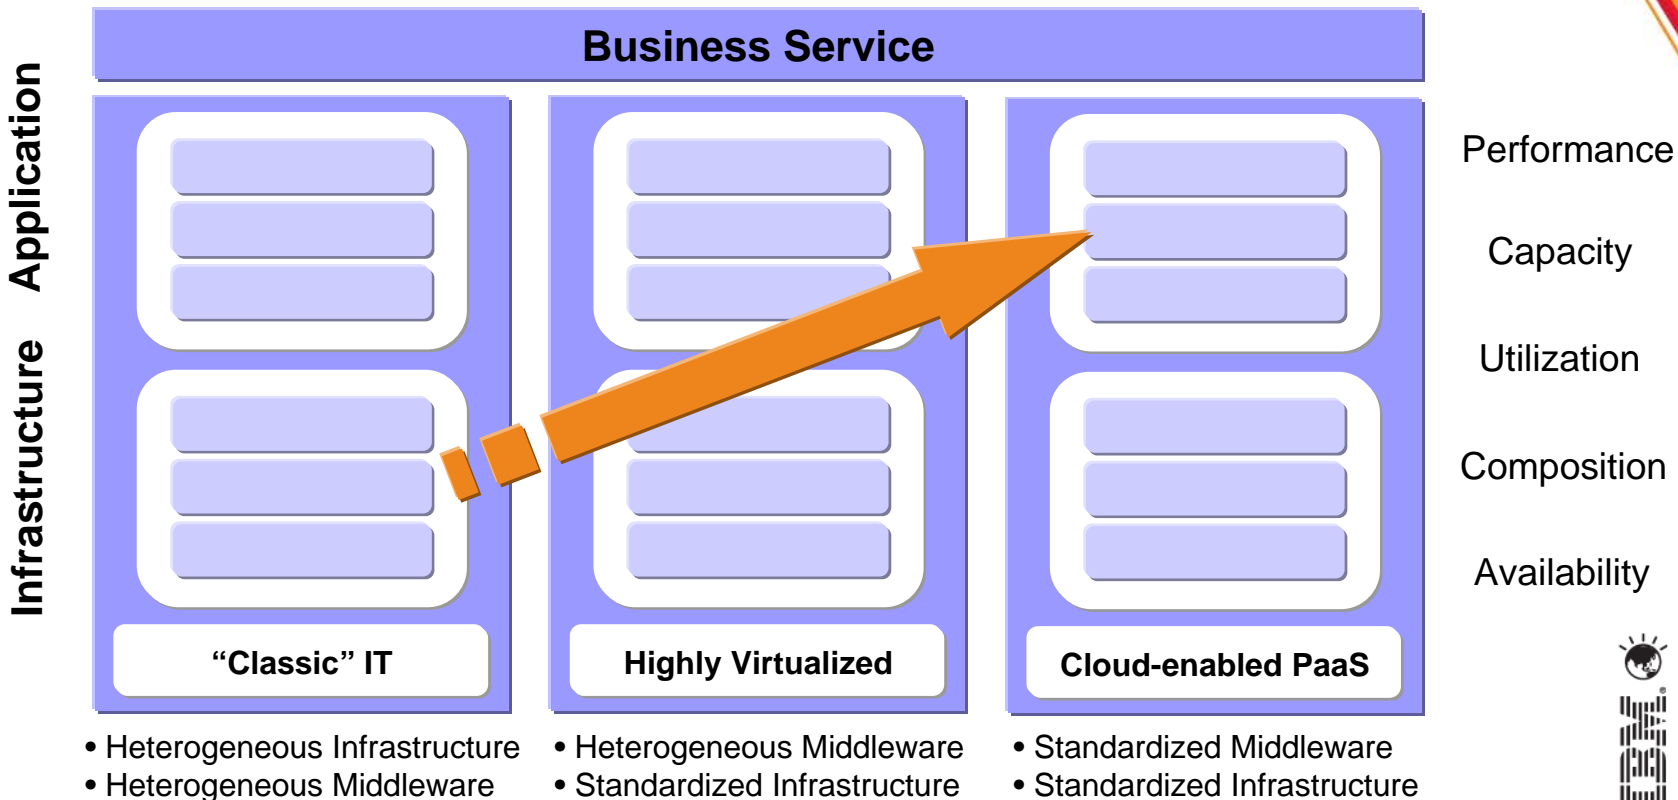 Business Service
Application
Infrastructure
Performance
Capacity
Utilization
Composition
Availability
“Classic” IT
Highly Virtualized
Cloud-enabled PaaS
• Heterogeneous Infrastructure
• Heterogeneous Middleware
• Heterogeneous Middleware
• Standardized Infrastructure
• Standardized Middleware
• Standardized Infrastructure
IBM®